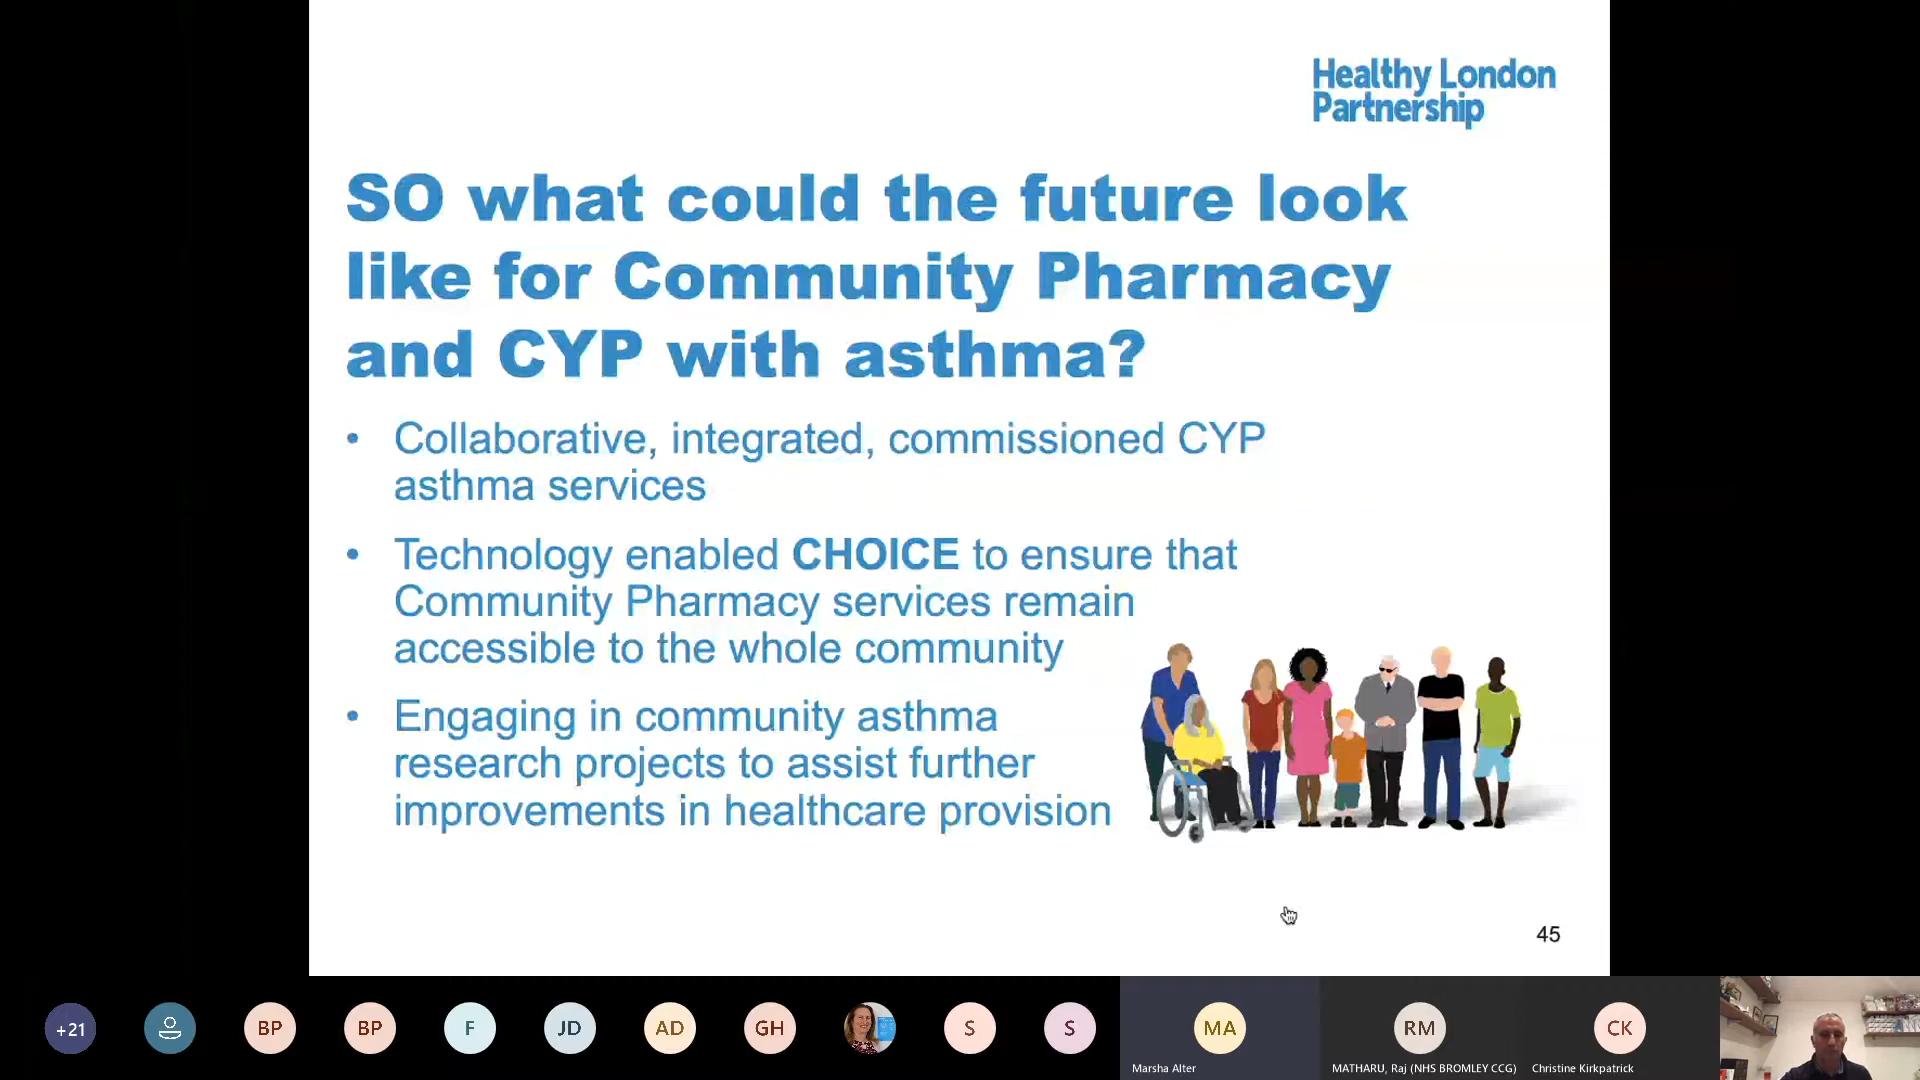 Healthy London
Partnership
SO what could the future look
like for Community Pharmacy
and CYP with asthma?
• Collaborative, integrated, commissioned CYP
asthma services
• Technology enabled CHOICE to ensure that
Community Pharmacy services remain
accessible to the whole community
• Engaging in community asthma
research projects to assist further
improvements in healthcare provision
45
+21
BP
BP
F
JD
AD
GH
S
S
MA
RM
CK
Marsha Alter
MATHARU, Raj (NHS BROMLEY CCG)
Christine Kirkpatrick